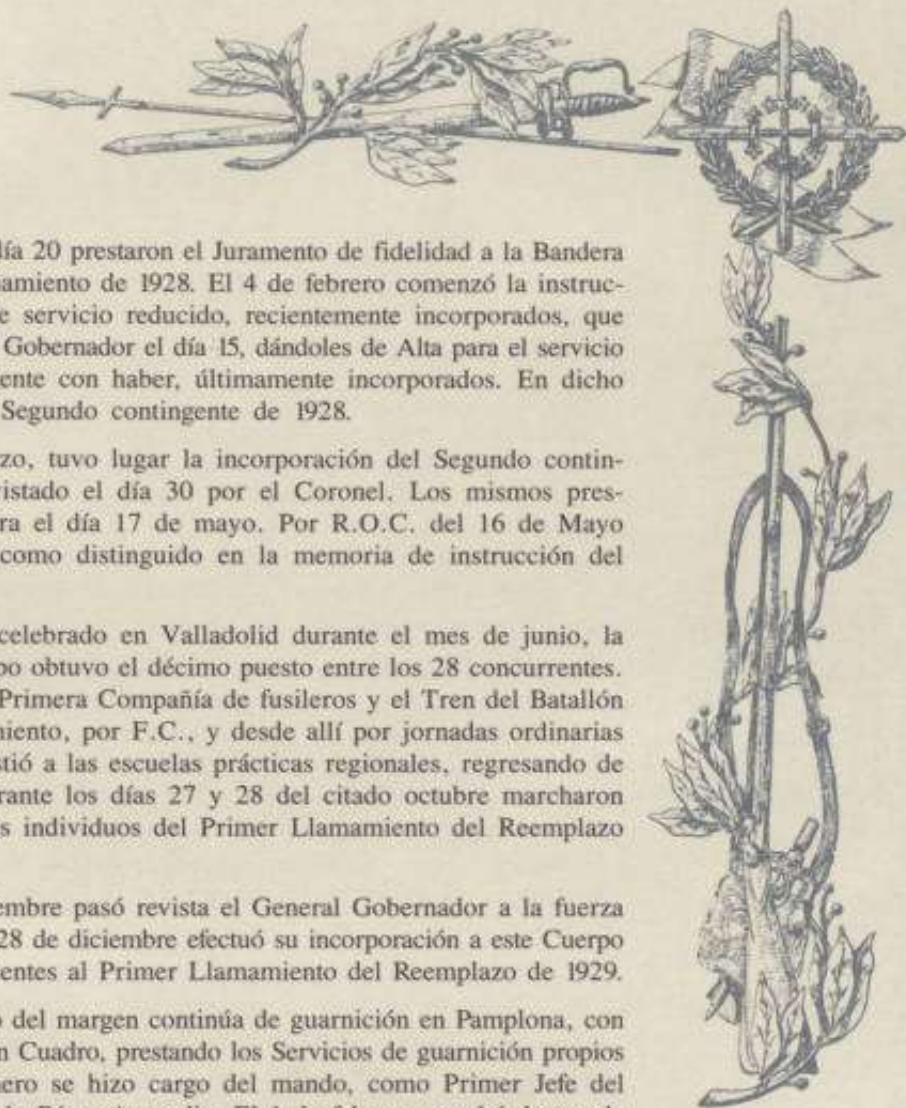 día 20 prestaron el Juramento de fidelidad a la Bandera
amiento de 1928. El 4 de febrero comenzó la instruc-
e servicio reducido, recientemente incorporados, que
Gobernador el día 15, dándoles de Alta para el servicio
ente con haber, últimamente incorporados. En dicho
Segundo contingente de 1928.
zo, tuvo lugar la incorporación del Segundo contin-
istado el día 30 por el Coronel. Los mismos pres-
ra el día 17 de mayo. Por R.O.C. del 16 de Mayo
como distinguido en la memoria de instrucción del
celebrado en Valladolid durante el mes de junio, la
po obtuvo el décimo puesto entre los 28 concurrentes.
Primera Compañía de fusileros y el Tren del Batallón
miento, por F.C., y desde allí por jornadas ordinarias
stió a las escuelas prácticas regionales, regresando de
rante los días 27 y 28 del citado octubre marcharon
s individuos del Primer Llamamiento del Reemplazo
embre pasó revista el General Gobernador a la fuerza
28 de diciembre efectuó su incorporación a este Cuerpo
entes al Primer Llamamiento del Reemplazo de 1929.
o del margen continúa de guarnición en Pamplona, con
n Cuadro, prestando los Servicios de guarnición propios
nero se hizo cargo del mando, como Primer Jefe del